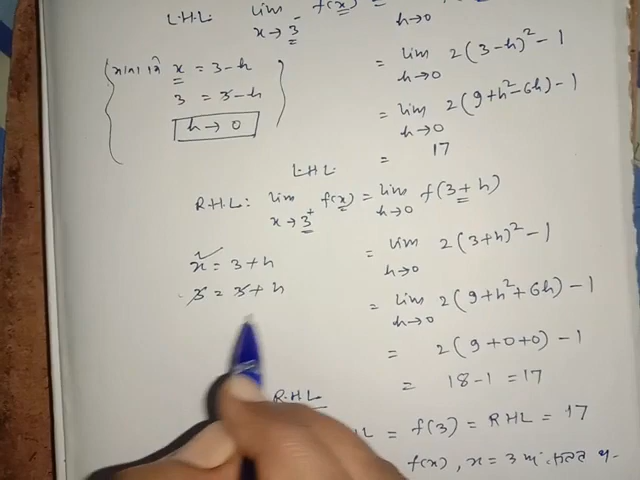 L.H.L. lim f(x) =
x→3⁻ h→0
x = 3-h = lim 2(3-h)²-1
h→0
3 = 3-h
h→0 = lim 2(9+h²-6h)-1
h→0
= 17
L.H.L.
R.H.L: lim f(x) = lim f(3+h)
x→3⁺ h→0
x = 3+h = lim 2(3+h)²-1
h→0
3 = 3+h = lim 2(9+h²+6h)-1
h→0
= 2(9+0+0)-1
= 18-1 = 17
R.H.L
L = f(3) = RHL = 17
f(x), x = 3